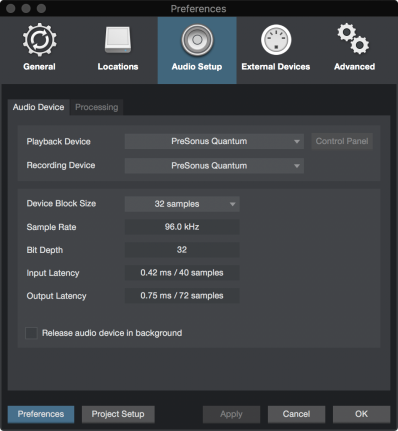 Preferences
General Locations Audio Setup External Devices Advanced
Audio Device Processing
Playback Device PreSonus Quantum Control Panel
Recording Device PreSonus Quantum
Device Block Size 32 samples
Sample Rate 96.0 kHz
Bit Depth 32
Input Latency 0.42 ms / 40 samples
Output Latency 0.75 ms / 72 samples
Release audio device in background
Preferences Project Setup Apply Cancel OK